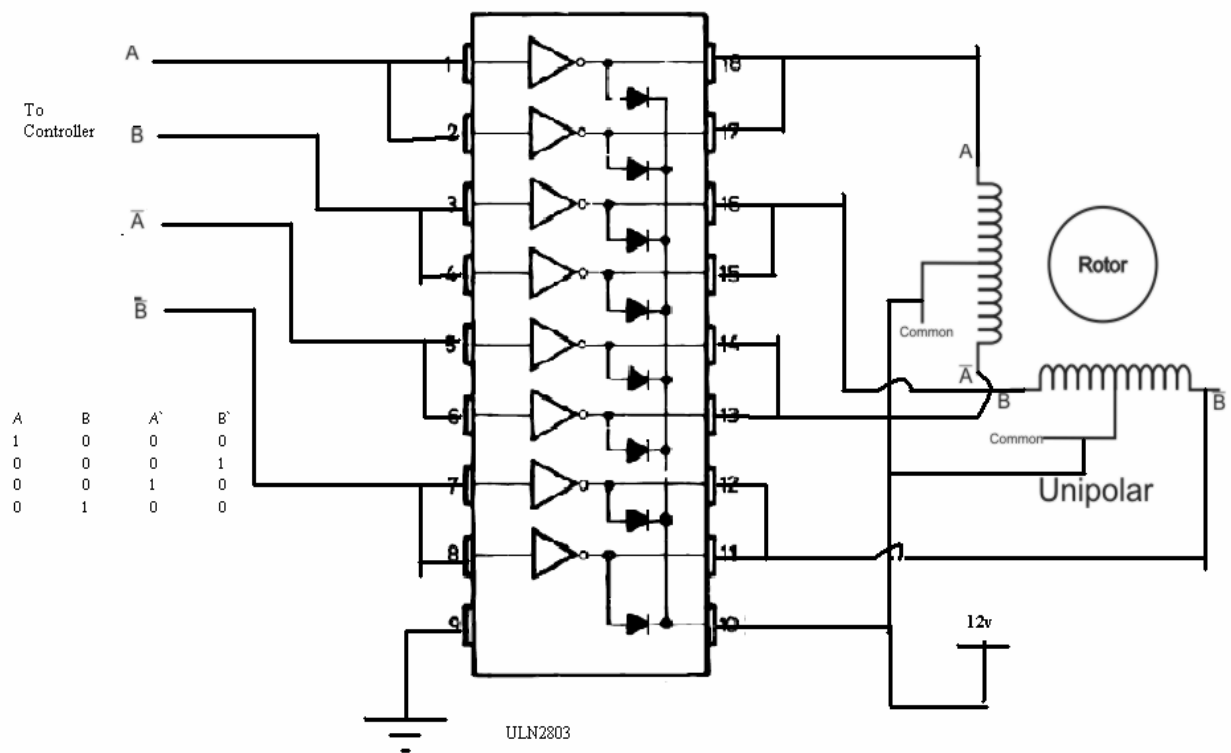 A
To
Controller
B̅
A̅
B̅
1
2
3
4
5
6
7
8
9
18
17
16
15
14
13
12
11
10
A
Common
A̅
Rotor
B
B̅
Common
Unipolar
A B A` B`
1 0 0 0
0 0 0 1
0 0 1 0
0 1 0 0
12v
ULN2803